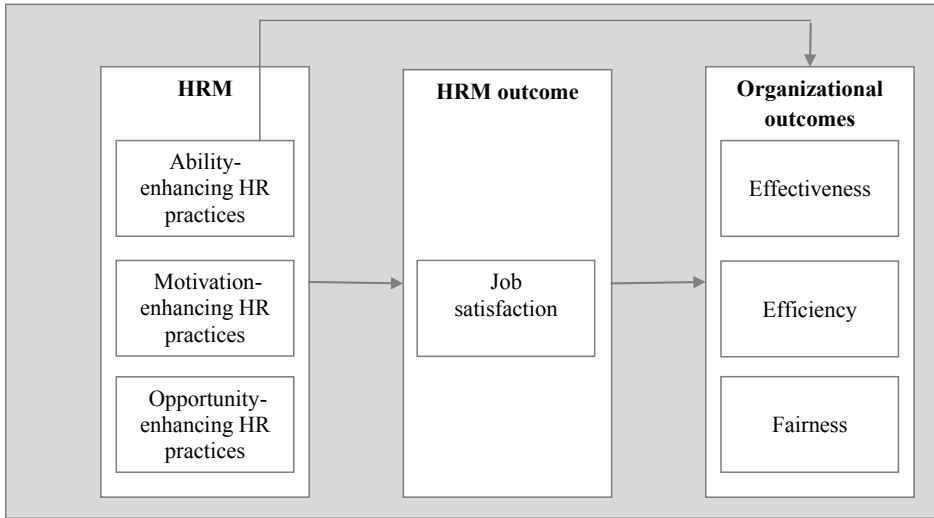 HRM
Ability-
enhancing HR
practices
Motivation-
enhancing HR
practices
Opportunity-
enhancing HR
practices
HRM outcome
Job
satisfaction
Organizational
outcomes
Effectiveness
Efficiency
Fairness